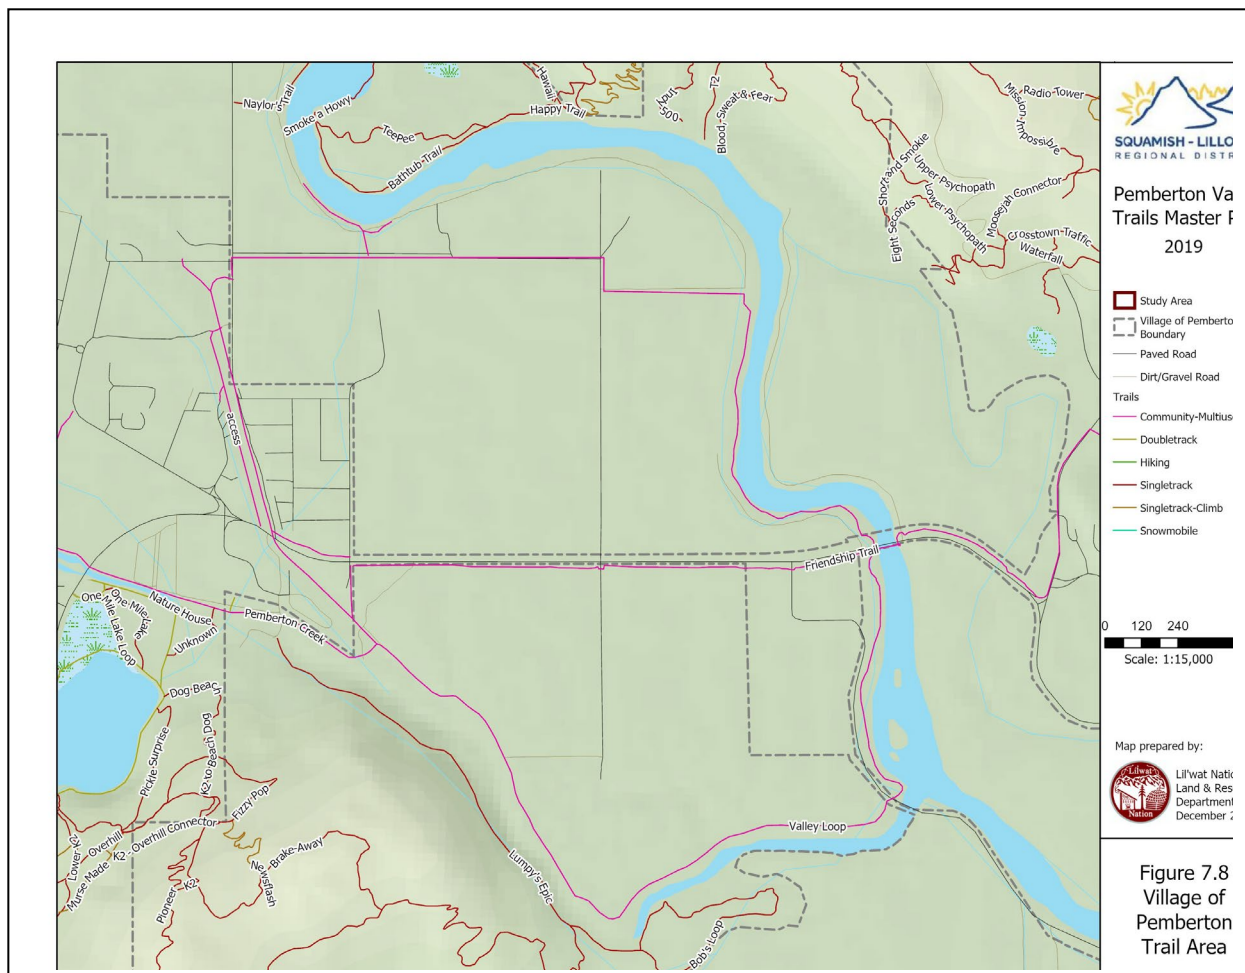 Naylor's Trail
Smoke a Howy
TeePee
Bathtub Trail
Happy Trail
Hawaii
Indy
500
T2
Blood, Sweat & Fear
Short and Smokie
Eight Seconds
Upper Psychopath
Lower Psychopath
Moosejah Connector
Mission-Impossible
Radio Tower
Crosstown-Traffic
Waterfall
access
Friendship Trail
One Mile Lake Loop
One-Mile-Lake
Nature House
Unknown
Pemberton Creek
Dog-Beach
Pickle Surprise
K2 to Beach Dog
Fizzy-Pop
K2 - Overhill Connector
Overhill
Lower-K2
Murse Made
Pioneer
K2
Newsflash
Brake-Away
Lumpy's Epic
Valley Loop
Bob's Loop
SQUAMISH - LILLO
REGIONAL DISTR
Pemberton Va
Trails Master P
2019
Study Area
Village of Pemberto
Boundary
Paved Road
Dirt/Gravel Road
Trails
Community-Multius
Doubletrack
Hiking
Singletrack
Singletrack-Climb
Snowmobile
0 120 240
Scale: 1:15,000
Map prepared by:
Lil'wat
Nation
Lil'wat Natio
Land & Res
Department
December 2
Figure 7.8
Village of
Pemberton
Trail Area